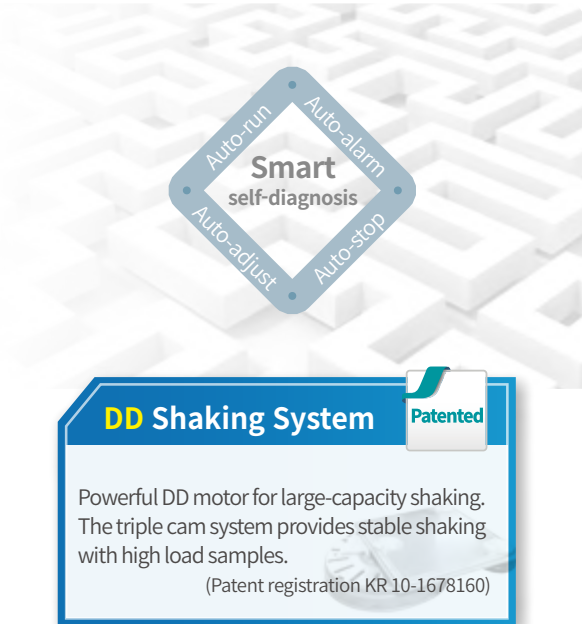 Auto-run
Auto-alarm
Smart
self-diagnosis
Auto-adjust
Auto-stop
DD Shaking System
Patented
Powerful DD motor for large-capacity shaking.
The triple cam system provides stable shaking
with high load samples.
(Patent registration KR 10-1678160)